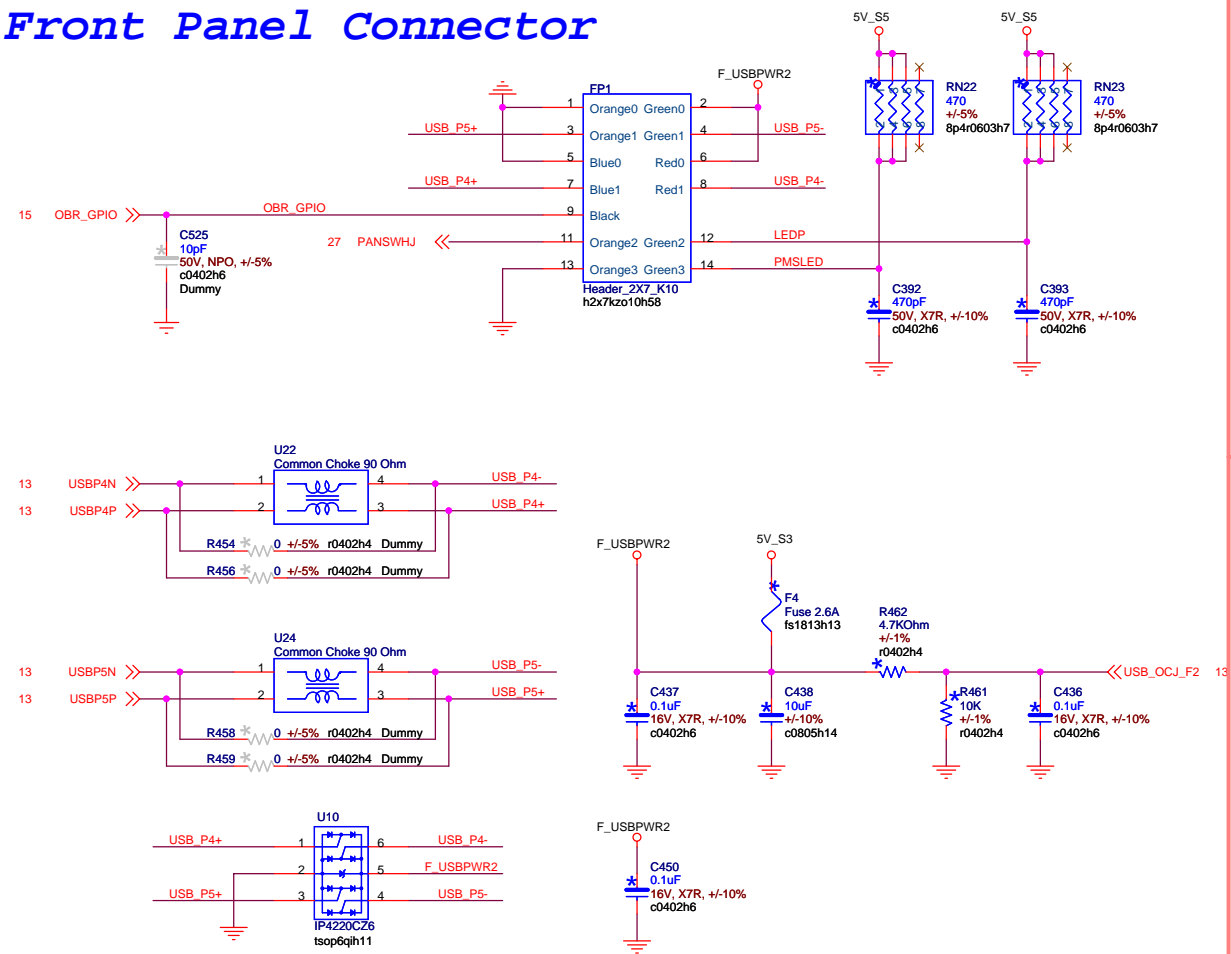 Front Panel Connector
5V_S5
5V_S5
F_USBPWR2
FP1
RN22
470
+/-5%
8p4r0603h7
RN23
470
+/-5%
8p4r0603h7
1 Orange0 Green0 2
USB_P5+ 3 Orange1 Green1 4 USB_P5-
5 Blue0 Red0 6
USB_P4+ 7 Blue1 Red1 8 USB_P4-
15 OBR_GPIO OBR_GPIO 9 Black
27 PANSWHJ 11 Orange2 Green2 12 LEDP
13 Orange3 Green3 14 PMSLED
Header_2X7_K10
h2x7kzo10h58
C525
10pF
50V, NPO, +/-5%
c0402h6
Dummy
C392
470pF
50V, X7R, +/-10%
c0402h6
C393
470pF
50V, X7R, +/-10%
c0402h6
U22
Common Choke 90 Ohm
13 USBP4N 1 4 USB_P4-
13 USBP4P 2 3 USB_P4+
R454 0 +/-5% r0402h4 Dummy
R456 0 +/-5% r0402h4 Dummy
U24
Common Choke 90 Ohm
13 USBP5N 1 4 USB_P5-
13 USBP5P 2 3 USB_P5+
R458 0 +/-5% r0402h4 Dummy
R459 0 +/-5% r0402h4 Dummy
F_USBPWR2
5V_S3
F4
Fuse 2.6A
fs1813h13
R462
4.7KOhm
+/-1%
r0402h4
USB_OCJ_F2 13
C437
0.1uF
16V, X7R, +/-10%
c0402h6
C438
10uF
+/-10%
c0805h14
R461
10K
+/-1%
r0402h4
C436
0.1uF
16V, X7R, +/-10%
c0402h6
U10
USB_P4+ 1 6 USB_P4-
2 5 F_USBPWR2
USB_P5+ 3 4 USB_P5-
IP4220CZ6
tsop6qih11
F_USBPWR2
C450
0.1uF
16V, X7R, +/-10%
c0402h6